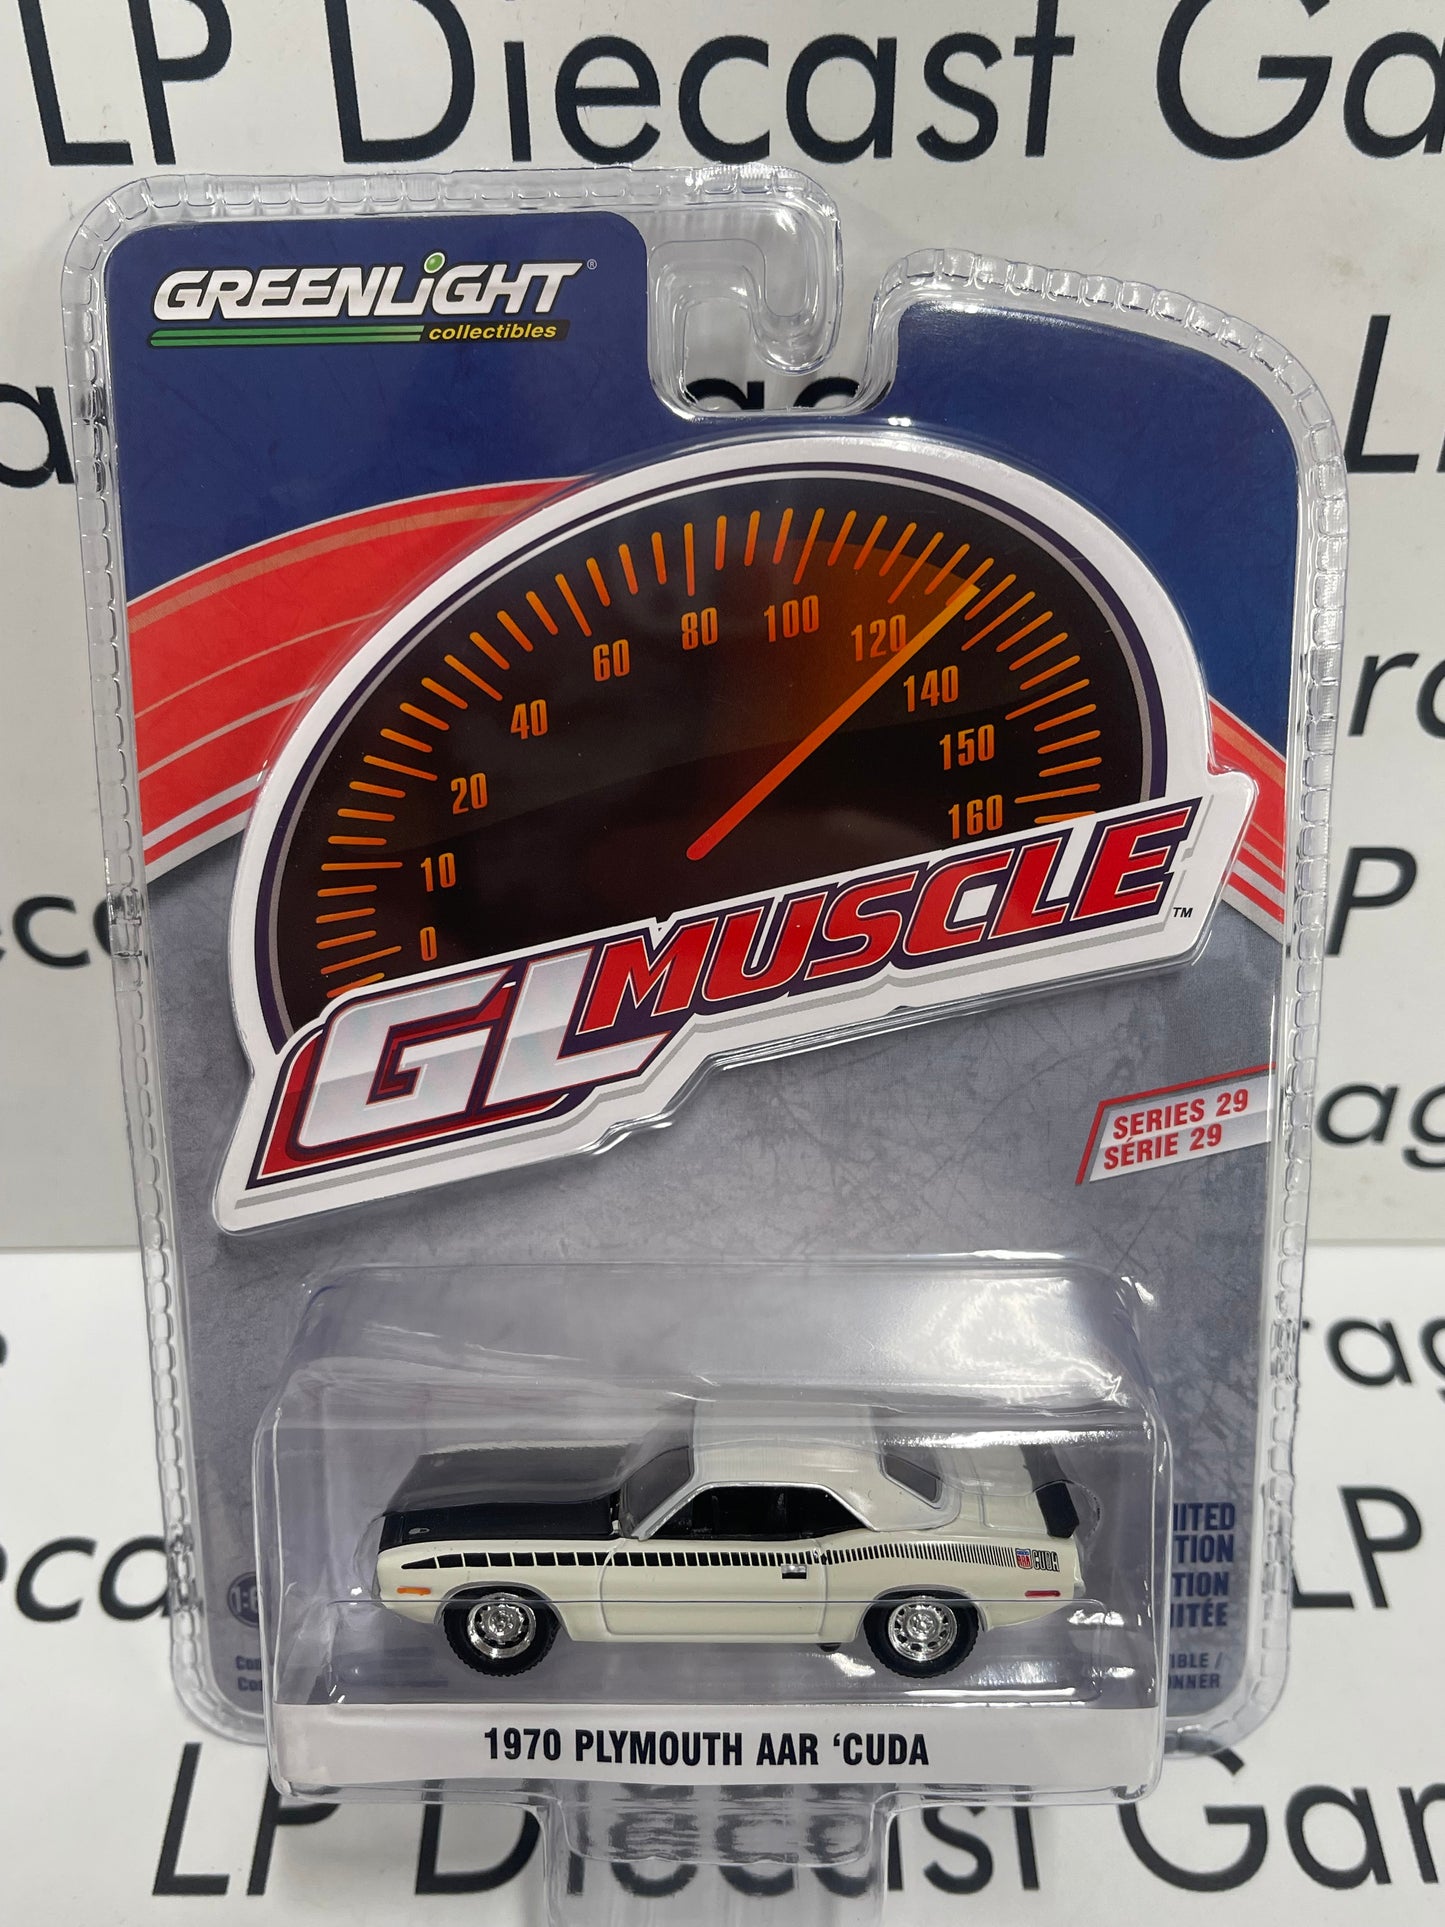 LP Diecast Ga
GREENLiGHT®
collectibles
0
10
20
40
60
80
100
120
140
150
160
GL MUSCLE™
SERIES 29
SÉRIE 29
CUDA
1970 PLYMOUTH AAR ‘CUDA
LP Diecast Gar